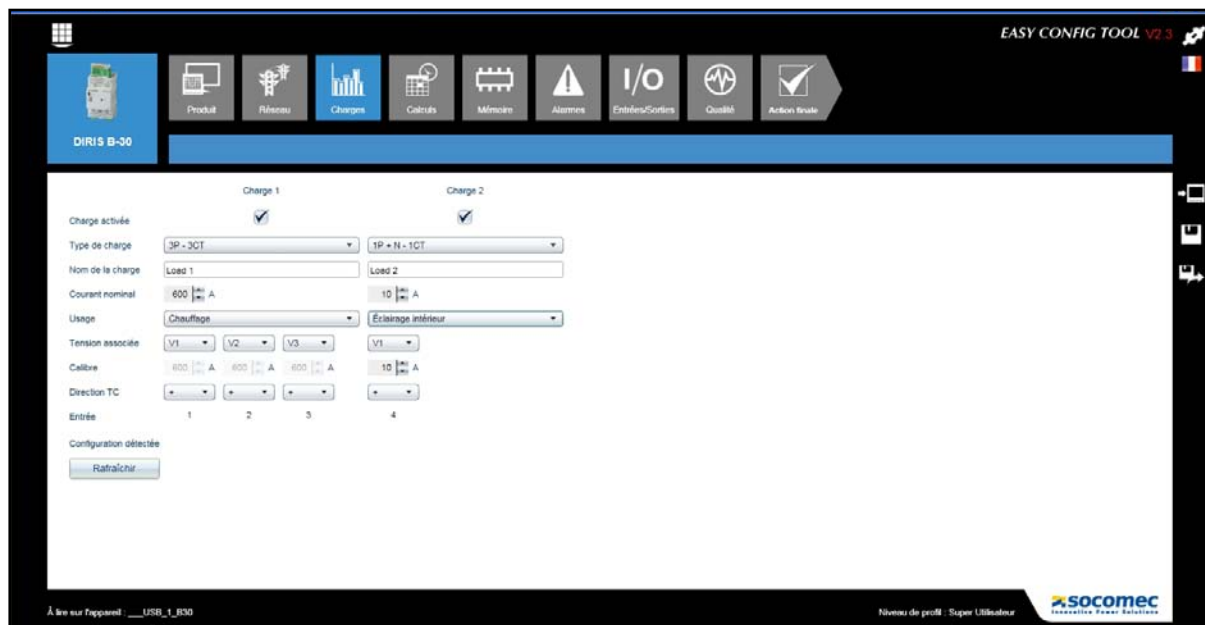 EASY CONFIG TOOL V2.3
Produit
Réseau
Charges
Calculs
Mémoire
Alarmes
I/O
Entrées/Sorties
Qualité
Action finale
DIRIS B-30
Charge 1 Charge 2
Charge activée
Type de charge 3P - 3CT 1P + N - 1CT
Nom de la charge Load 1 Load 2
Courant nominal 600 A 10 A
Usage Chauffage Éclairage intérieur
Tension associée V1 V2 V3 V1
Calibre 600 A 600 A 600 A 10 A
Direction TC + + + +
Entrée 1 2 3 4
Configuration détectée
Rafraîchir
À lire sur l'appareil : __USB_1_B30
Niveau de profil : Super Utilisateur
socomec
Innovative Power Solutions